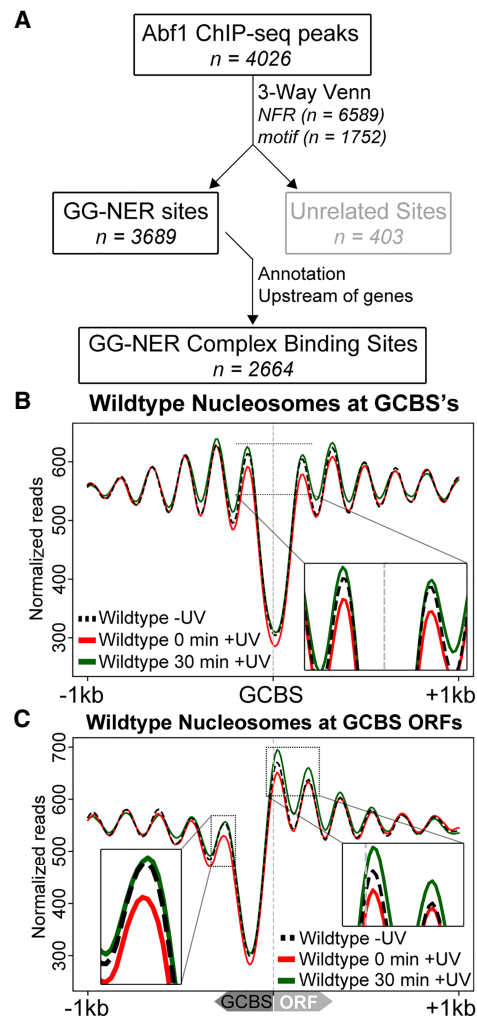 A
Abf1 ChIP-seq peaks
n = 4026
3-Way Venn
NFR (n = 6589)
motif (n = 1752)
GG-NER sites
n = 3689
Unrelated Sites
n = 403
Annotation
Upstream of genes
GG-NER Complex Binding Sites
n = 2664
B
Wildtype Nucleosomes at GCBS's
Normalized reads
600
500
400
300
Wildtype -UV
Wildtype 0 min +UV
Wildtype 30 min +UV
-1kb
GCBS
+1kb
C
Wildtype Nucleosomes at GCBS ORFs
Normalized reads
700
600
500
400
300
Wildtype -UV
Wildtype 0 min +UV
Wildtype 30 min +UV
-1kb
GCBS
ORF
+1kb